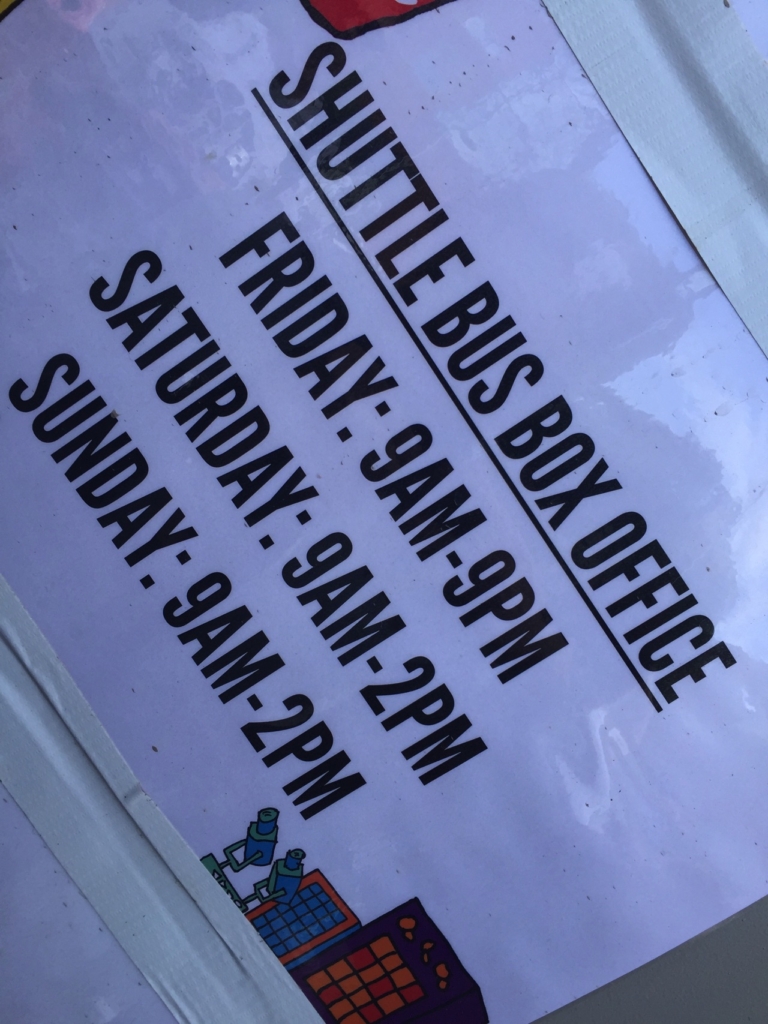 SHUTTLE BUS BOX OFFICE
FRIDAY: 9AM-9PM
SATURDAY: 9AM-2PM
SUNDAY: 9AM-2PM